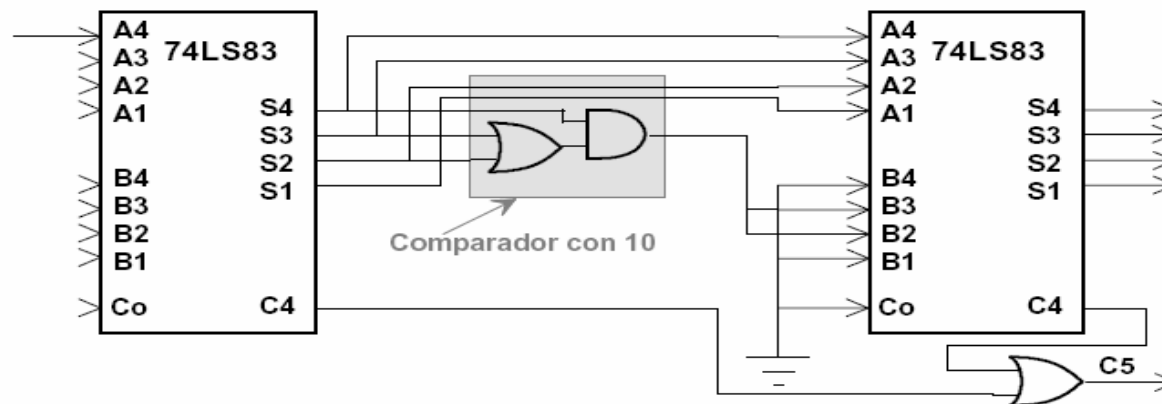 74LS83
A4
A3
A2
A1
B4
B3
B2
B1
Co
S4
S3
S2
S1
C4
Comparador con 10
74LS83
A4
A3
A2
A1
B4
B3
B2
B1
Co
S4
S3
S2
S1
C4
C5